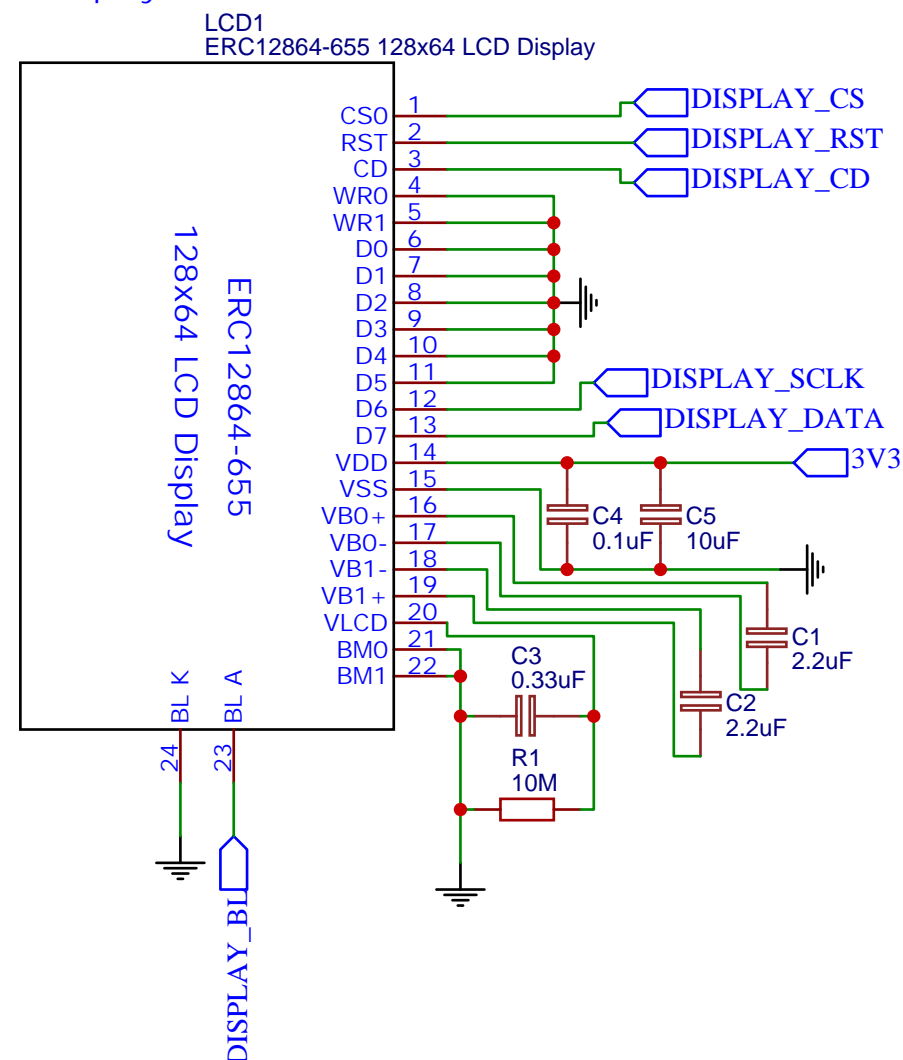 LCD1
ERC12864-655 128x64 LCD Display
ERC12864-655
128x64 LCD Display
CS0 1
RST 2
CD 3
WR0 4
WR1 5
D0 6
D1 7
D2 8
D3 9
D4 10
D5 11
D6 12
D7 13
VDD 14
VSS 15
VB0+ 16
VB0- 17
VB1- 18
VB1+ 19
VLCD 20
BM0 21
BM1 22
BL K 24
BL A 23
DISPLAY_CS
DISPLAY_RST
DISPLAY_CD
DISPLAY_SCLK
DISPLAY_DATA
3V3
C4
0.1uF
C5
10uF
C1
2.2uF
C2
2.2uF
C3
0.33uF
R1
10M
DISPLAY_BL